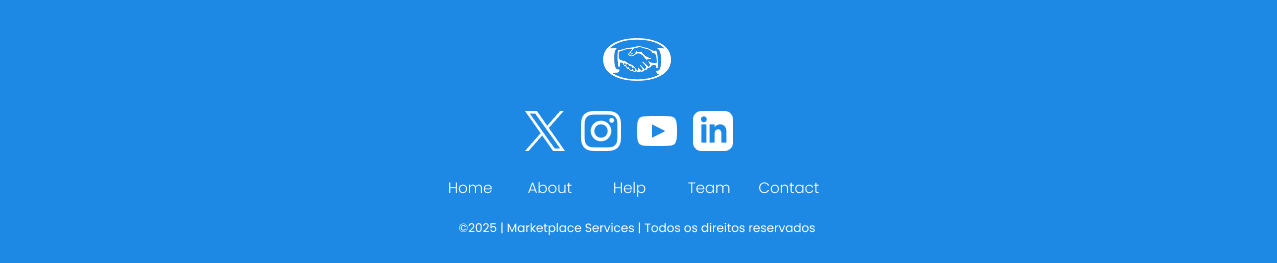 Home About Help Team Contact
©2025 | Marketplace Services | Todos os direitos reservados